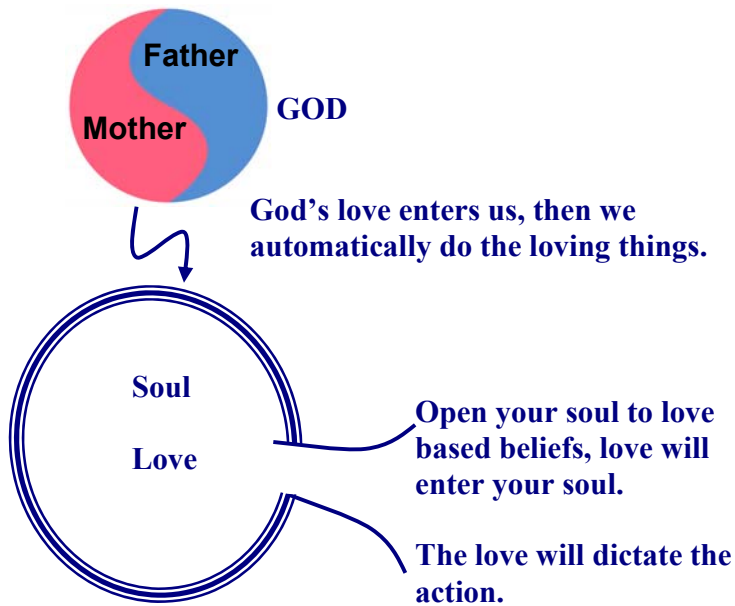 Father
Mother
GOD
God's love enters us, then we
automatically do the loving things.
Soul
Love
Open your soul to love
based beliefs, love will
enter your soul.
The love will dictate the
action.